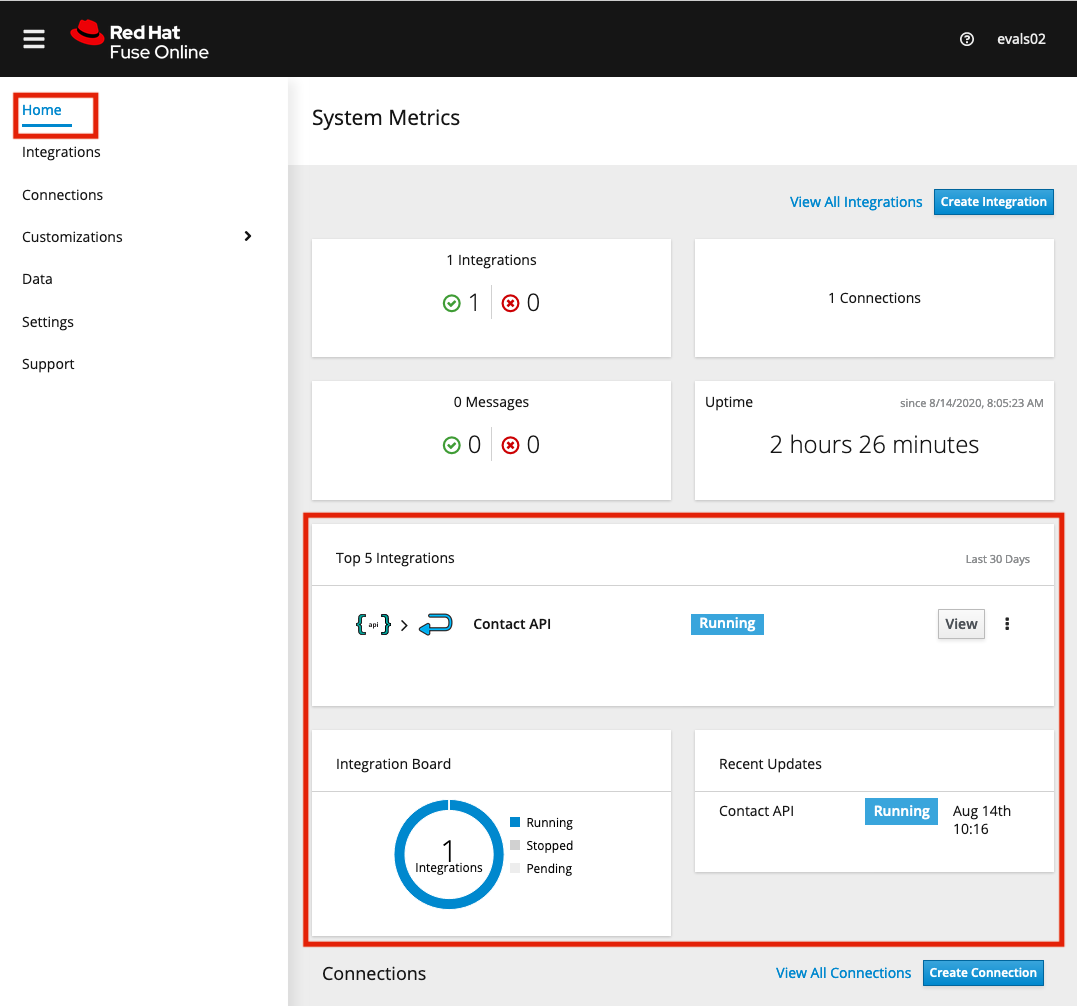 Red Hat
Fuse Online
evals02
Home
Integrations
Connections
Customizations
Data
Settings
Support
System Metrics
View All Integrations
Create Integration
1 Integrations
1
0
1 Connections
0 Messages
0
0
Uptime
since 8/14/2020, 8:05:23 AM
2 hours 26 minutes
Top 5 Integrations
Last 30 Days
{api}
Contact API
Running
View
Integration Board
1
Integrations
Running
Stopped
Pending
Recent Updates
Contact API
Running
Aug 14th
10:16
Connections
View All Connections
Create Connection